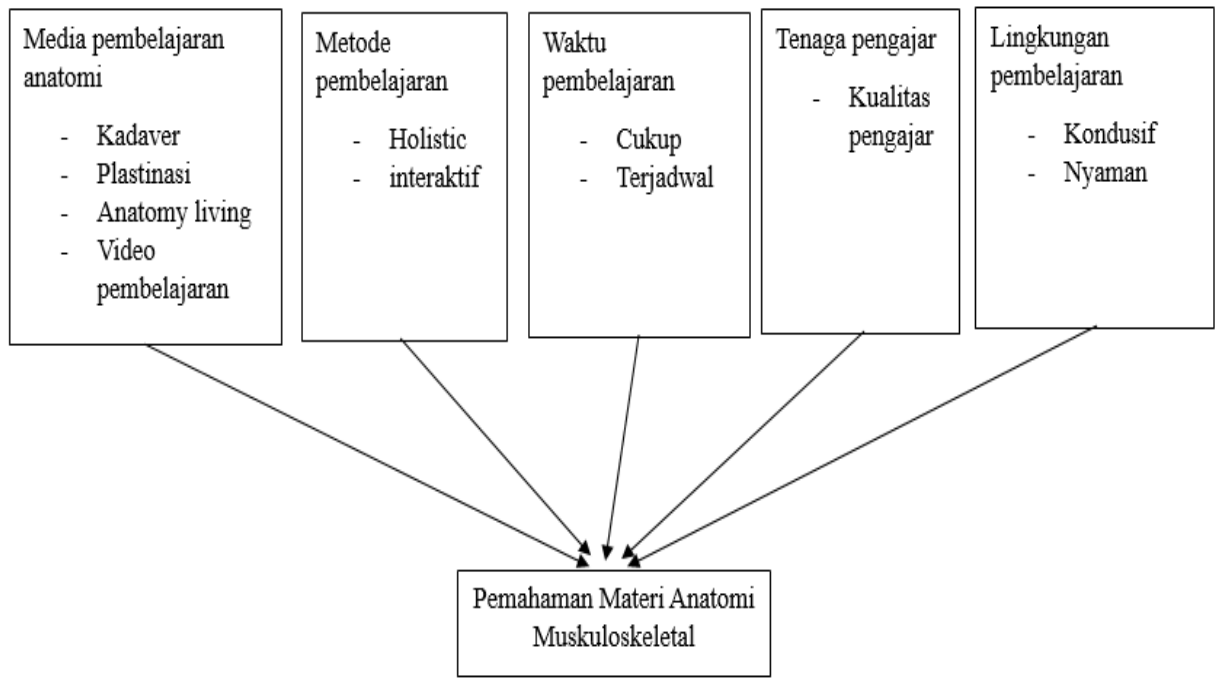 Media pembelajaran
anatomi
- Kadaver
- Plastinasi
- Anatomy living
- Video
pembelajaran
Metode
pembelajaran
- Holistic
- interaktif
Waktu
pembelajaran
- Cukup
- Terjadwal
Tenaga pengajar
- Kualitas
pengajar
Lingkungan
pembelajaran
- Kondusif
- Nyaman
Pemahaman Materi Anatomi
Muskuloskeletal